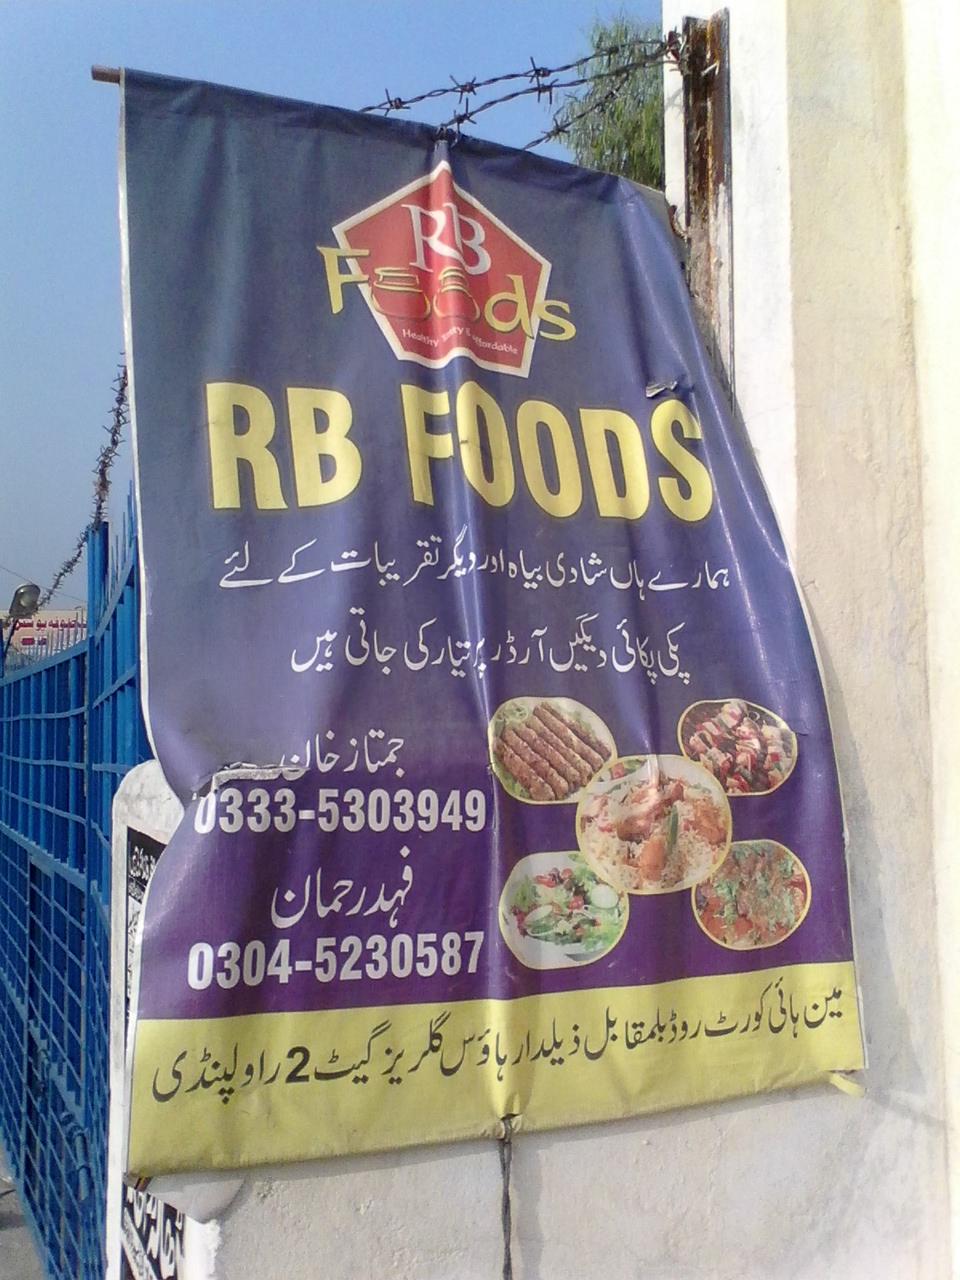 RB
Foods
Healthy Tasty & Affordable
RB FOODS
ہمارے ہاں شادی بیاہ اور دیگر تقریبات کے لئے
پکی پکائی دیگیں آرڈر پر تیار کی جاتی ہیں
جمتاز خان
0333-5303949
فہد رحمان
0304-5230587
مین ہائی کورٹ روڈ بلمقابل ذیلدار ہاؤس گلریز گیٹ 2 راولپنڈی